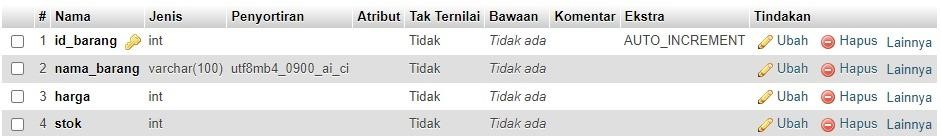 # Nama Jenis Penyortiran Atribut Tak Ternilai Bawaan Komentar Ekstra Tindakan
1 id_barang int Tidak Tidak ada AUTO_INCREMENT Ubah Hapus Lainnya
2 nama_barang varchar(100) utf8mb4_0900_ai_ci Tidak Tidak ada Ubah Hapus Lainnya
3 harga int Tidak Tidak ada Ubah Hapus Lainnya
4 stok int Tidak Tidak ada Ubah Hapus Lainnya